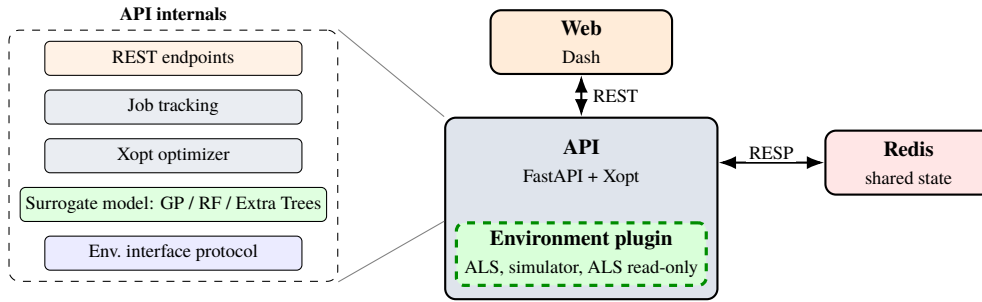 API internals
REST endpoints
Job tracking
Xopt optimizer
Surrogate model: GP / RF / Extra Trees
Env. interface protocol
Web
Dash
REST
API
FastAPI + Xopt
Environment plugin
ALS, simulator, ALS read-only
RESP
Redis
shared state